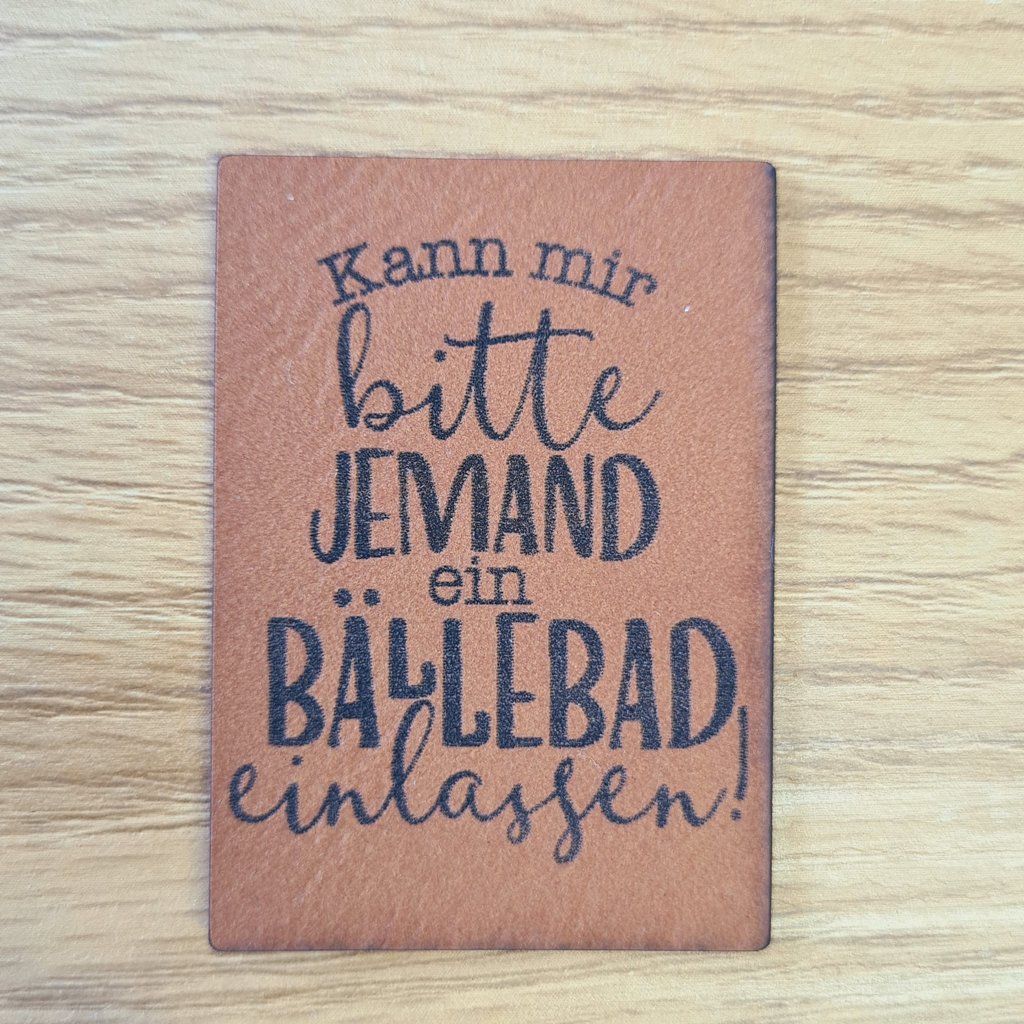 Kann mir
bitte
JEMAND
ein
BÄLLEBAD
einlassen!